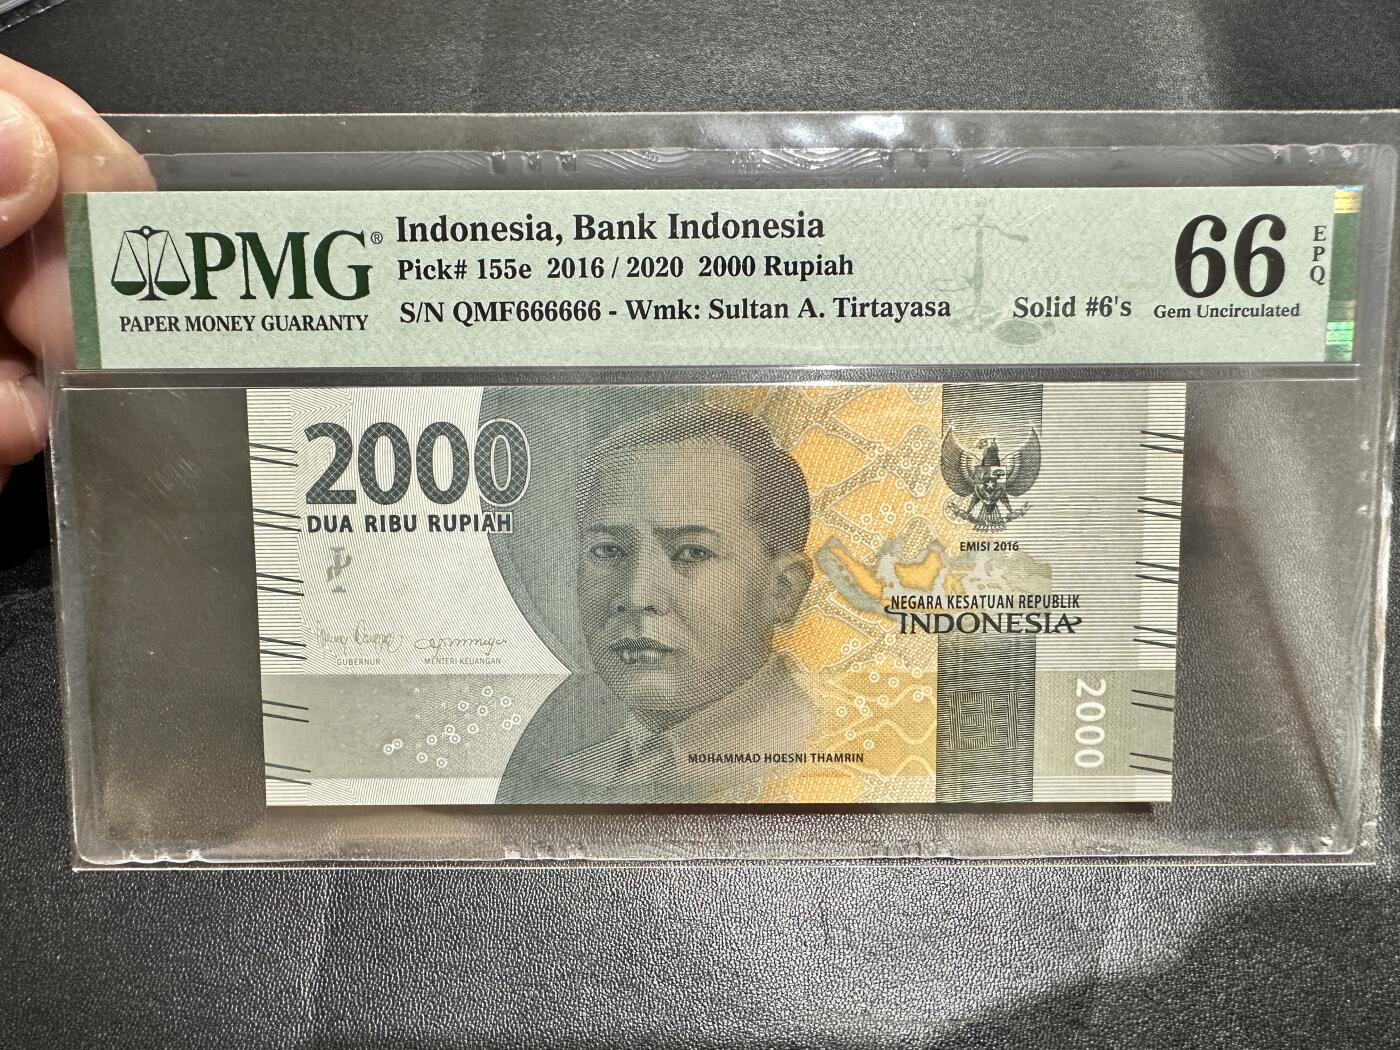 PMG®
PAPER MONEY GUARANTY
Indonesia, Bank Indonesia
Pick# 155e 2016 / 2020 2000 Rupiah
S/N QMF666666 - Wmk: Sultan A. Tirtayasa
Solid #6's
66
EPQ
Gem Uncirculated
2000
DUA RIBU RUPIAH
GUBERNUR
MENTERI KEUANGAN
EMISI 2016
NEGARA KESATUAN REPUBLIK
INDONESIA
MOHAMMAD HOESNI THAMRIN
2000